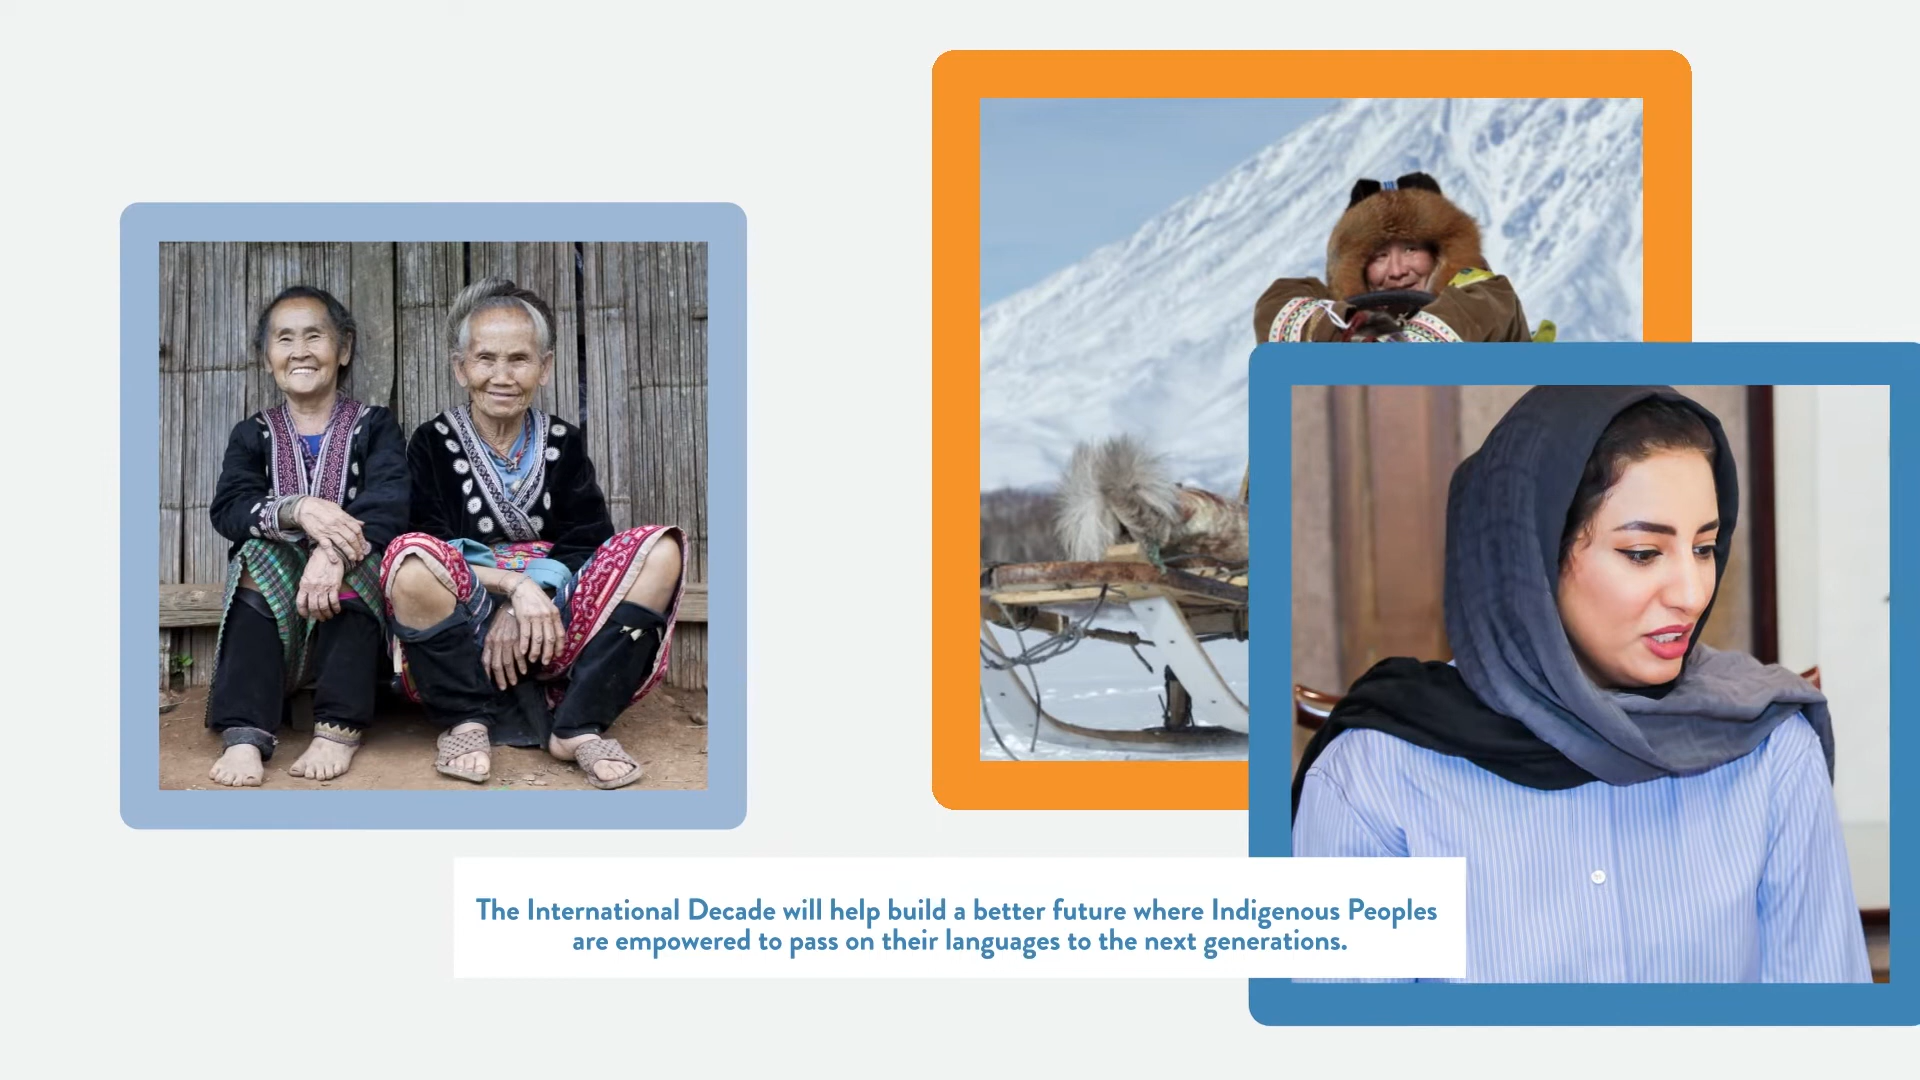 The International Decade will help build a better future where Indigenous Peoples
are empowered to pass on their languages to the next generations.